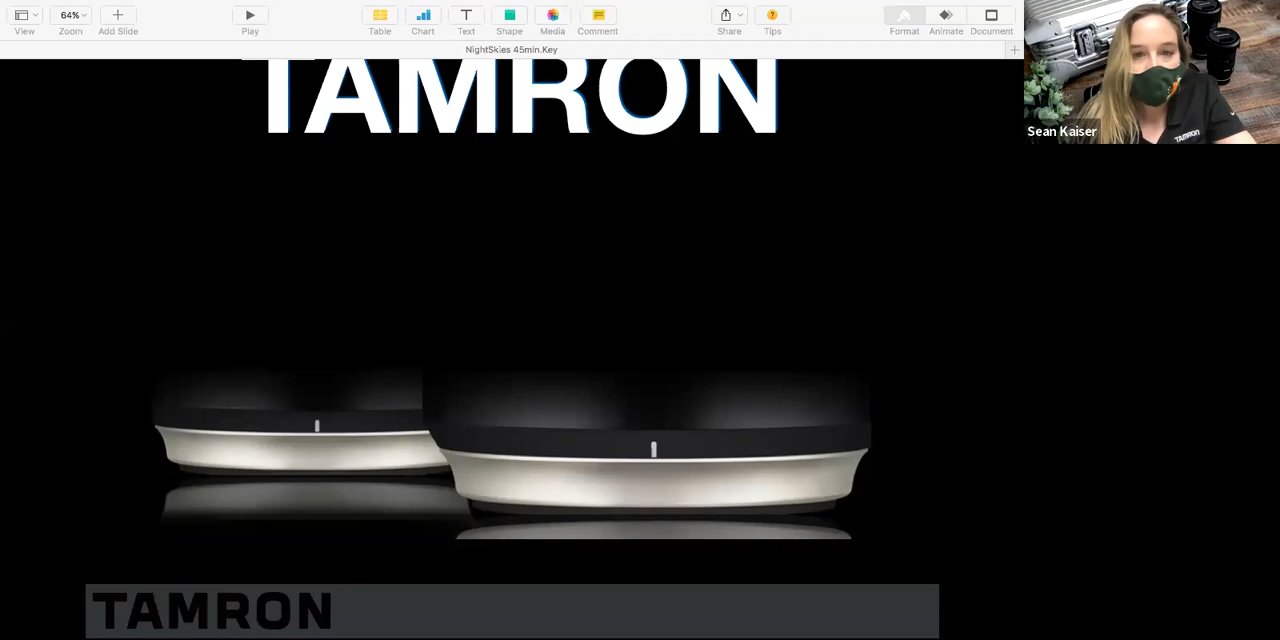 64%
View
Zoom
Add Slide
Play
Table
Chart
Text
Shape
Media
Comment
Share
Tips
Format
Animate
Document
NightSkies 45min.Key
TAMRON
Sean Kaiser
TAMRON
TAMRON